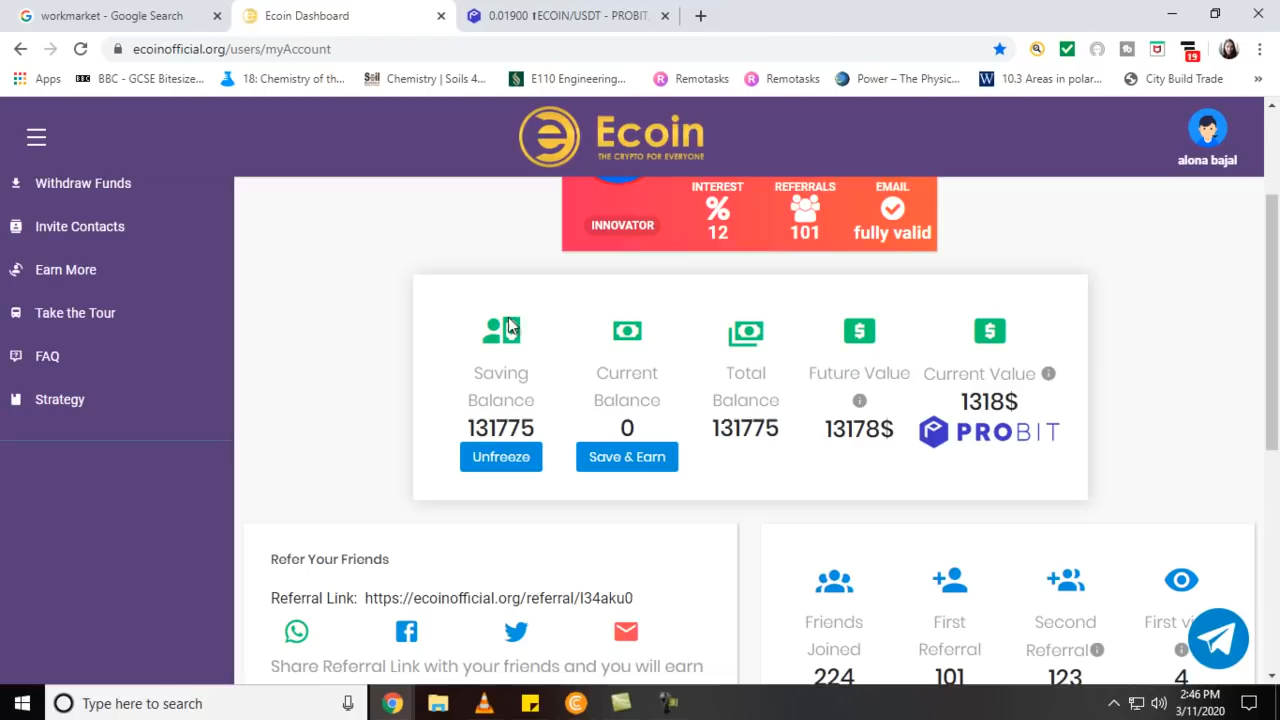 workmarket - Google Search
Ecoin Dashboard
0.01900 ⬆ECOIN/USDT - PROBIT,
ecoinofficial.org/users/myAccount
19
Apps
BBC - GCSE Bitesize...
18: Chemistry of th...
Chemistry | Soils 4...
E110 Engineering...
Remotasks
Remotasks
Power – The Physic...
10.3 Areas in polar...
City Build Trade
Ecoin
THE CRYPTO FOR EVERYONE
alona bajal
Withdraw Funds
Invite Contacts
Earn More
Take the Tour
FAQ
Strategy
INNOVATOR
INTEREST
%
12
REFERRALS
101
EMAIL
fully valid
Saving
Balance
131775
Unfreeze
Current
Balance
0
Save & Earn
Total
Balance
131775
Future Value
13178$
Current Value
1318$
PROBIT
Refer Your Friends
Referral Link: https://ecoinofficial.org/referral/l34aku0
Share Referral Link with your friends and you will earn
Friends
Joined
224
First
Referral
101
Second
Referral
123
First
4
Type here to search
2:46 PM
3/11/2020